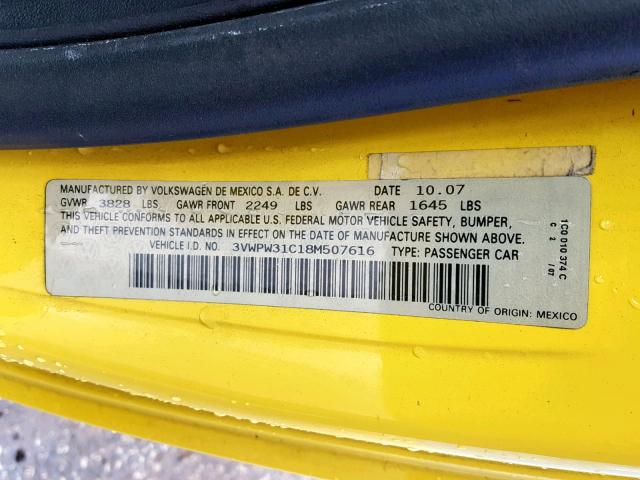 MANUFACTURED BY VOLKSWAGEN DE MEXICO S.A. DE C.V. DATE 10.07
GVWR 3828 LBS GAWR FRONT 2249 LBS GAWR REAR 1645 LBS
THIS VEHICLE CONFORMS TO ALL APPLICABLE U.S. FEDERAL MOTOR VEHICLE SAFETY, BUMPER,
AND THEFT PREVENTION STANDARDS IN EFFECT ON THE DATE OF MANUFACTURE SHOWN ABOVE.
VEHICLE I.D. NO. 3VWPW31C18M507616 TYPE: PASSENGER CAR
COUNTRY OF ORIGIN: MEXICO
1C0 010 374 C
C 2 / 07